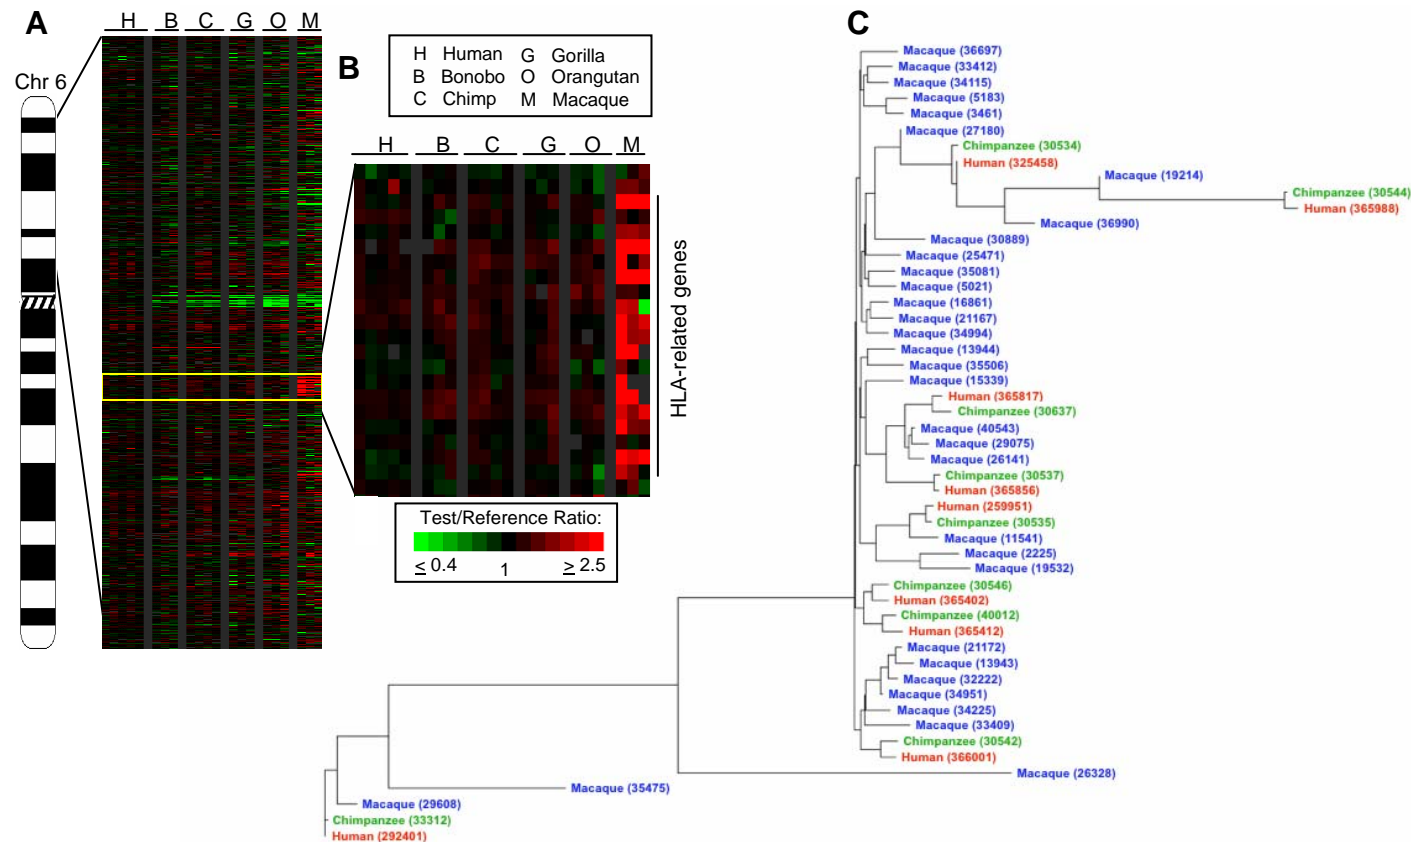 A
H B C G O M
Chr 6
B
H Human G Gorilla
B Bonobo O Orangutan
C Chimp M Macaque
H B C G O M
HLA-related genes
Test/Reference Ratio:
≤ 0.4 1 ≥ 2.5
C
Macaque (36697)
Macaque (33412)
Macaque (34115)
Macaque (5183)
Macaque (3461)
Macaque (27180)
Chimpanzee (30534)
Human (325458)
Macaque (19214)
Chimpanzee (30544)
Human (365988)
Macaque (36990)
Macaque (30889)
Macaque (25471)
Macaque (35081)
Macaque (5021)
Macaque (16861)
Macaque (21167)
Macaque (34994)
Macaque (13944)
Macaque (35506)
Macaque (15339)
Human (365817)
Chimpanzee (30637)
Macaque (40543)
Macaque (29075)
Macaque (26141)
Chimpanzee (30537)
Human (365856)
Human (259951)
Chimpanzee (30535)
Macaque (11541)
Macaque (2225)
Macaque (19532)
Chimpanzee (30546)
Human (365402)
Chimpanzee (40012)
Human (365412)
Macaque (21172)
Macaque (13943)
Macaque (32222)
Macaque (34951)
Macaque (34225)
Macaque (33409)
Chimpanzee (30542)
Human (366001)
Macaque (26328)
Macaque (35475)
Macaque (29608)
Chimpanzee (33312)
Human (292401)